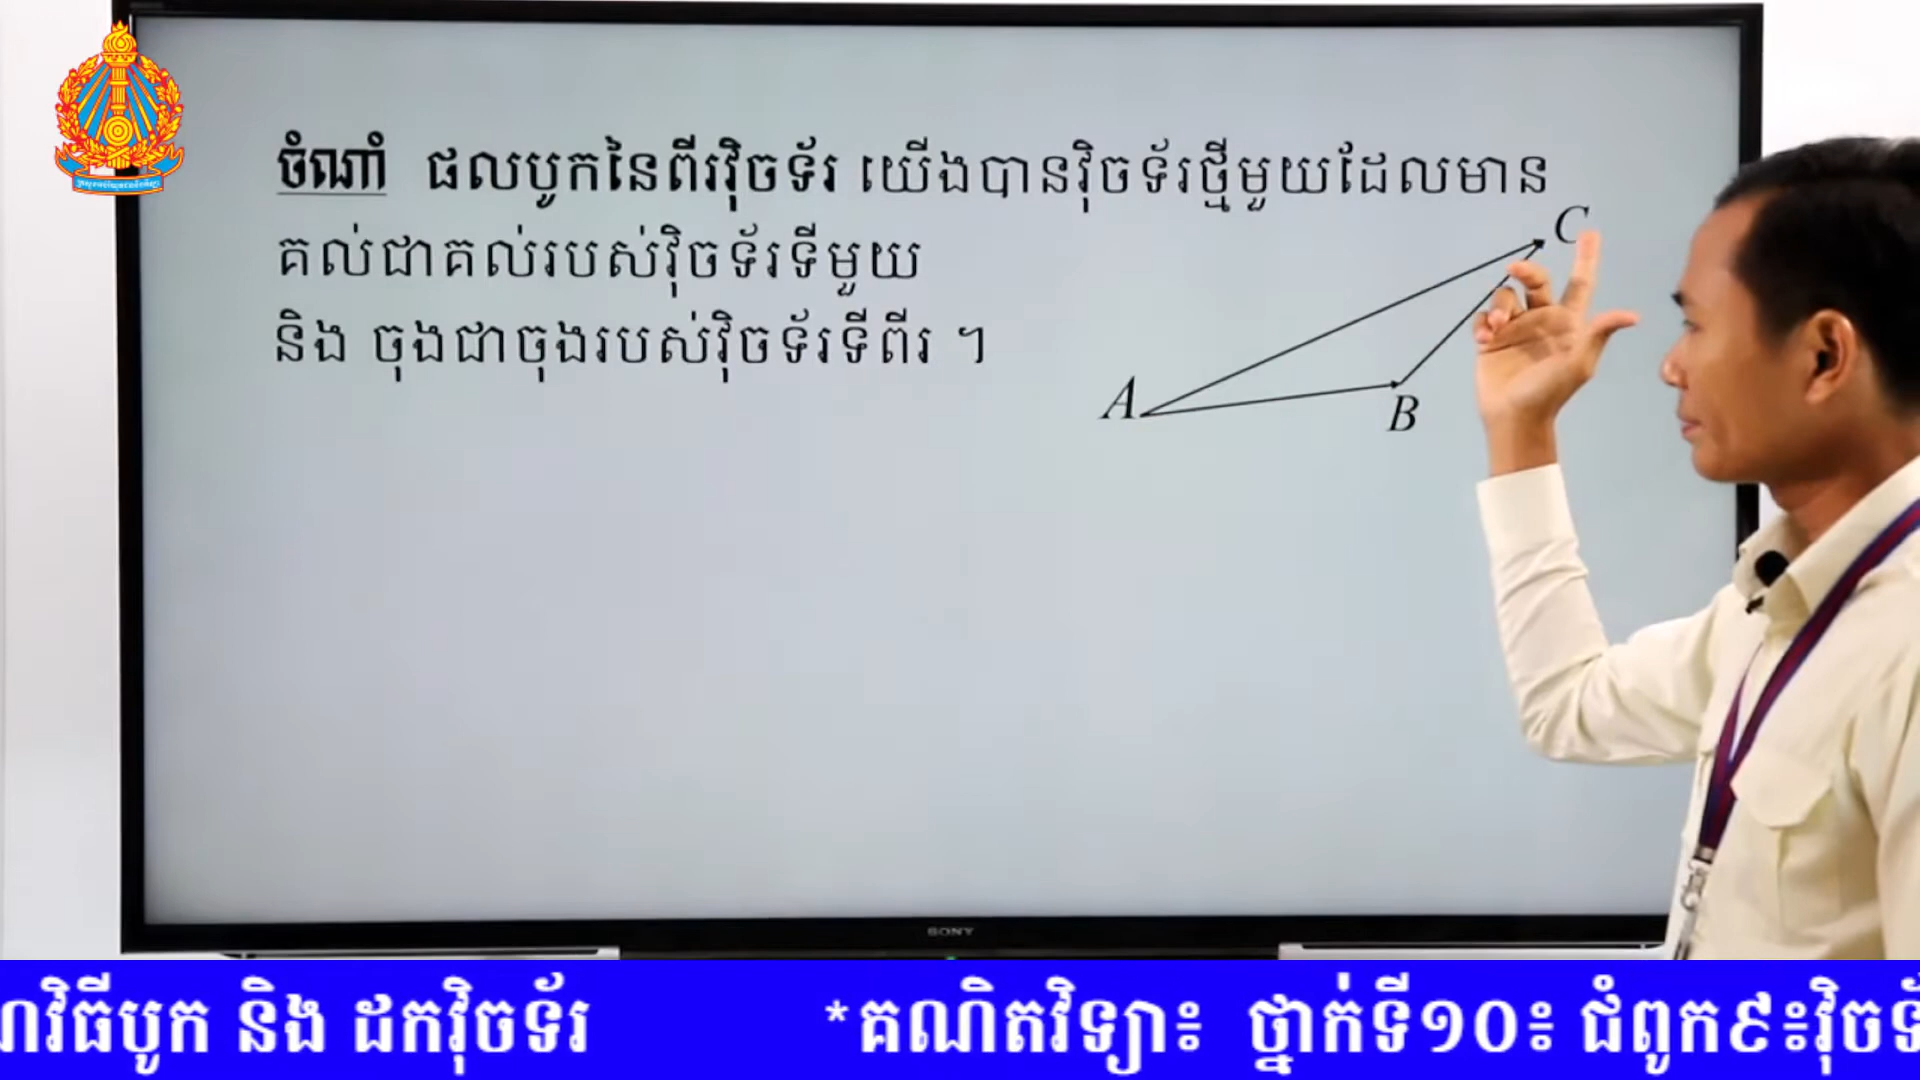 ចំណាំ ផលបូកនៃពីរវ៉ិចទ័រ យើងបានវ៉ិចទ័រថ្មីមួយដែលមាន
គល់ជាគល់របស់វ៉ិចទ័រទីមួយ
និង ចុងជាចុងរបស់វ៉ិចទ័រទីពីរ ។
C
A
B
SONY
វិធីបូក និង ដកវ៉ិចទ័រ *គណិតវិទ្យា៖ ថ្នាក់ទី១០៖ ជំពូក៩៖